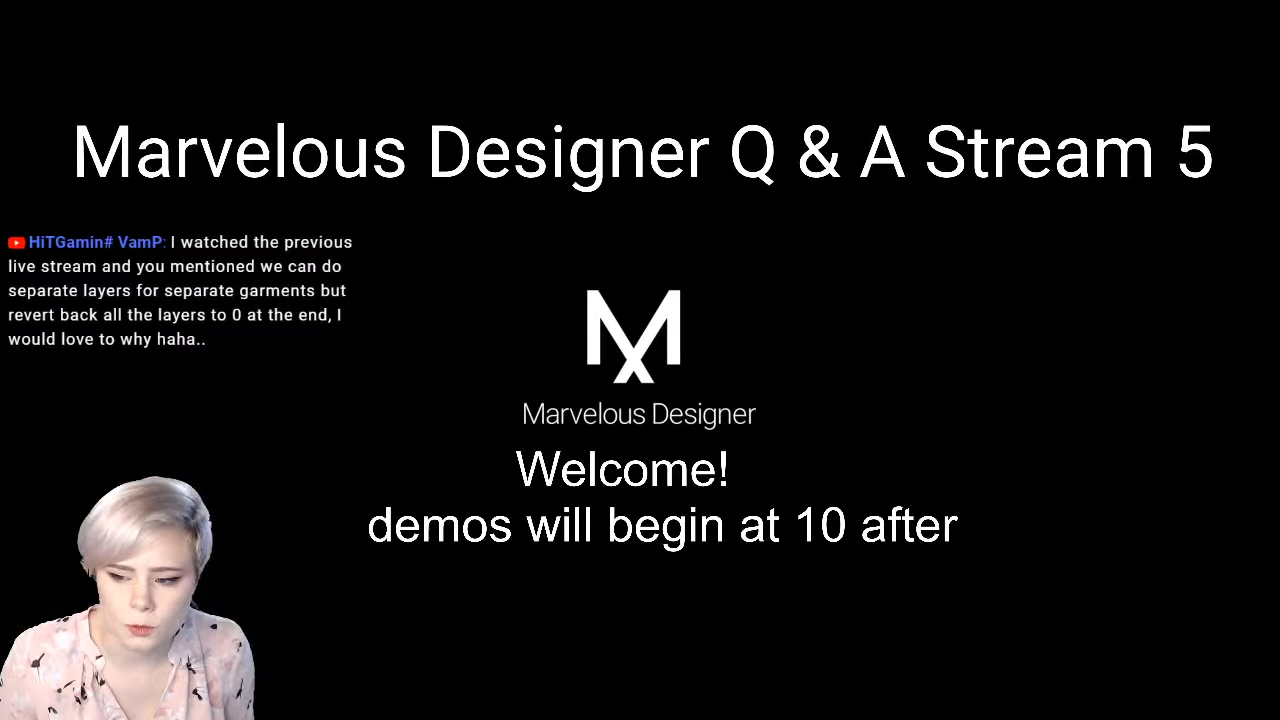 Marvelous Designer Q & A Stream 5
HiTGamin# VamP: I watched the previous
live stream and you mentioned we can do
separate layers for separate garments but
revert back all the layers to 0 at the end, I
would love to why haha..
Marvelous Designer
Welcome!
demos will begin at 10 after